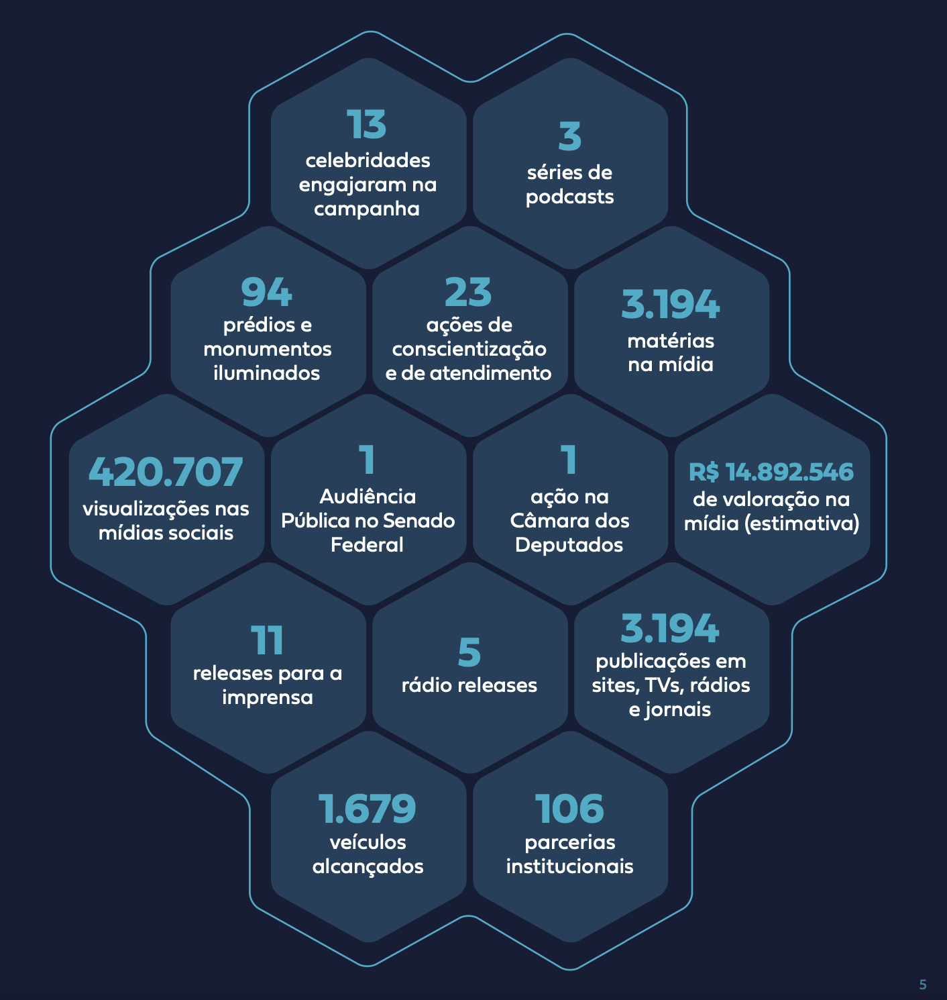 13
celebridades
engajaram na
campanha
3
séries de
podcasts
94
prédios e
monumentos
iluminados
23
ações de
conscientização
e de atendimento
3.194
matérias
na mídia
420.707
visualizações nas
mídias sociais
1
Audiência
Pública no Senado
Federal
1
ação na
Câmara dos
Deputados
R$ 14.892.546
de valoração na
mídia (estimativa)
11
releases para a
imprensa
5
rádio releases
3.194
publicações em
sites, TVs, rádios
e jornais
1.679
veículos
alcançados
106
parcerias
institucionais
5